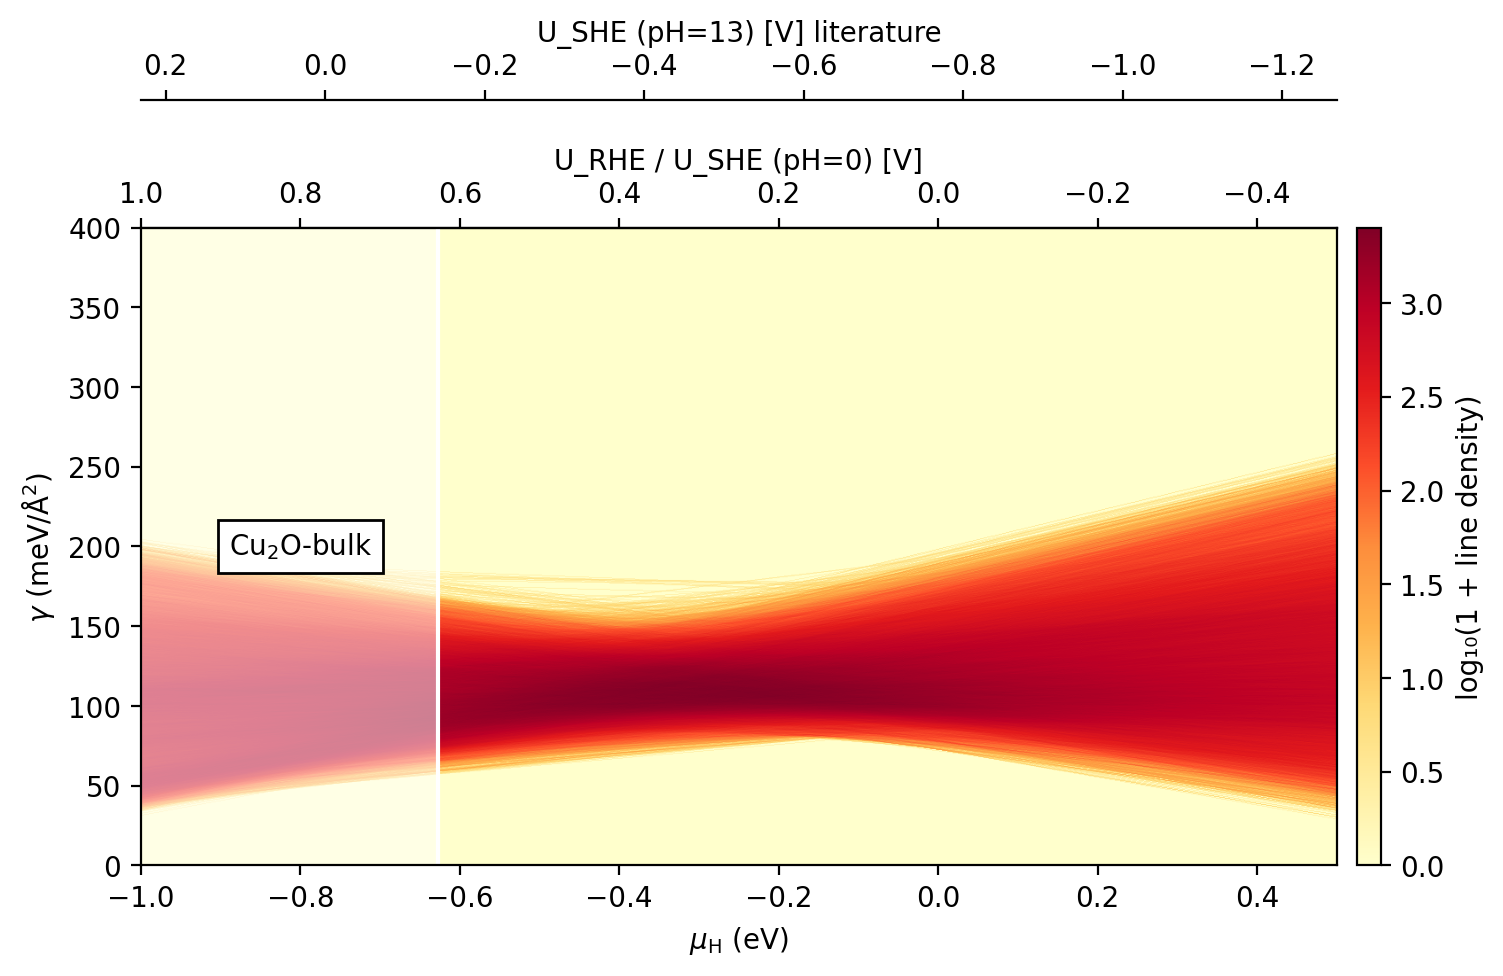 U_SHE (pH=13) [V] literature
0.2 0.0 −0.2 −0.4 −0.6 −0.8 −1.0 −1.2
U_RHE / U_SHE (pH=0) [V]
1.0 0.8 0.6 0.4 0.2 0.0 −0.2 −0.4
400
350
300
250
200
150
100
50
0
γ (meV/Å²)
Cu₂O-bulk
−1.0 −0.8 −0.6 −0.4 −0.2 0.0 0.2 0.4
μ_H (eV)
3.0
2.5
2.0
1.5
1.0
0.5
0.0
log₁₀(1 + line density)